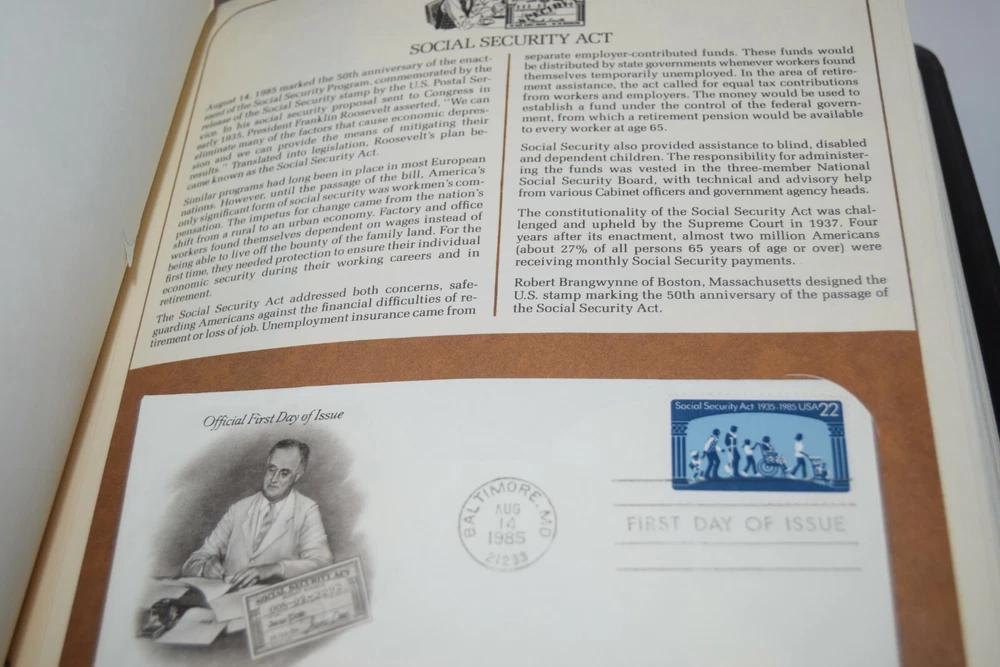 SPECIMEN
SOCIAL SECURITY ACT
August 14, 1985 marked the 50th anniversary of the enact-
ment of the Social Security Program, commemorated by the
release of the Social Security stamp by the U.S. Postal Ser-
vice. In his social security proposal sent to Congress in
early 1935, President Franklin Roosevelt asserted, "We can
eliminate many of the factors that cause economic depres-
sion and we can provide the means of mitigating their
results." Translated into legislation, Roosevelt's plan be-
came known as the Social Security Act.
Similar programs had long been in place in most European
nations. However, until the passage of the bill, America's
only significant form of social security was workmen's com-
pensation. The impetus for change came from the nation's
shift from a rural to an urban economy. Factory and office
workers found themselves dependent on wages instead of
being able to live off the bounty of the family land. For the
first time, they needed protection to ensure their individual
economic security during their working careers and in
retirement.
The Social Security Act addressed both concerns, safe-
guarding Americans against the financial difficulties of re-
tirement or loss of job. Unemployment insurance came from
separate employer-contributed funds. These funds would
be distributed by state governments whenever workers found
themselves temporarily unemployed. In the area of retire-
ment assistance, the act called for equal tax contributions
from workers and employers. The money would be used to
establish a fund under the control of the federal govern-
ment, from which a retirement pension would be available
to every worker at age 65.
Social Security also provided assistance to blind, disabled
and dependent children. The responsibility for administer-
ing the funds was vested in the three-member National
Social Security Board, with technical and advisory help
from various Cabinet officers and government agency heads.
The constitutionality of the Social Security Act was chal-
lenged and upheld by the Supreme Court in 1937. Four
years after its enactment, almost two million Americans
(about 27% of all persons 65 years of age or over) were
receiving monthly Social Security payments.
Robert Brangwynne of Boston, Massachusetts designed the
U.S. stamp marking the 50th anniversary of the passage of
the Social Security Act.
Official First Day of Issue
Social Security Act 1935-1985 USA 22
BALTIMORE, MD
AUG
14
1985
21233
FIRST DAY OF ISSUE
SOCIAL SECURITY ACT